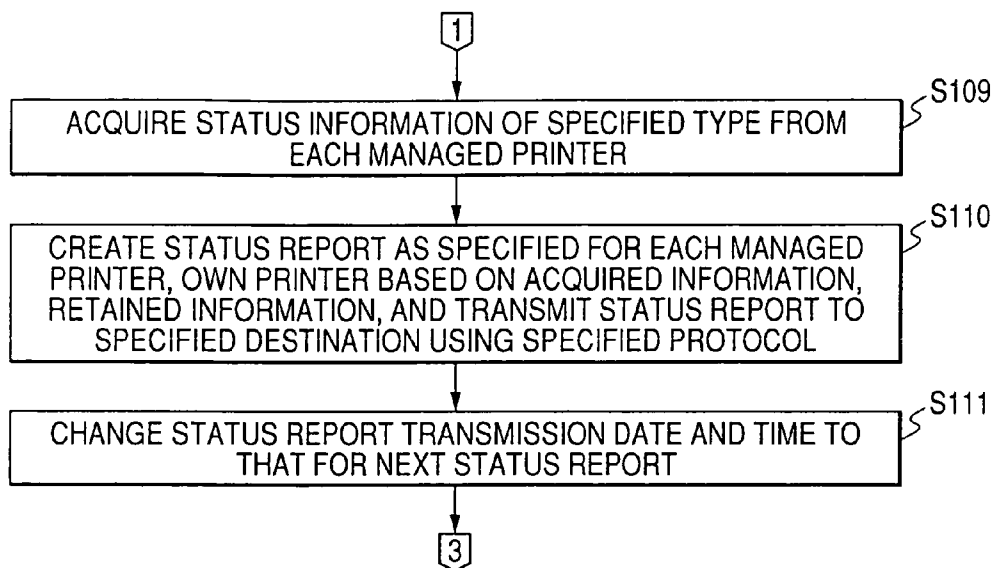 1
S109
ACQUIRE STATUS INFORMATION OF SPECIFIED TYPE FROM
EACH MANAGED PRINTER
S110
CREATE STATUS REPORT AS SPECIFIED FOR EACH MANAGED
PRINTER, OWN PRINTER BASED ON ACQUIRED INFORMATION,
RETAINED INFORMATION, AND TRANSMIT STATUS REPORT TO
SPECIFIED DESTINATION USING SPECIFIED PROTOCOL
S111
CHANGE STATUS REPORT TRANSMISSION DATE AND TIME TO
THAT FOR NEXT STATUS REPORT
3